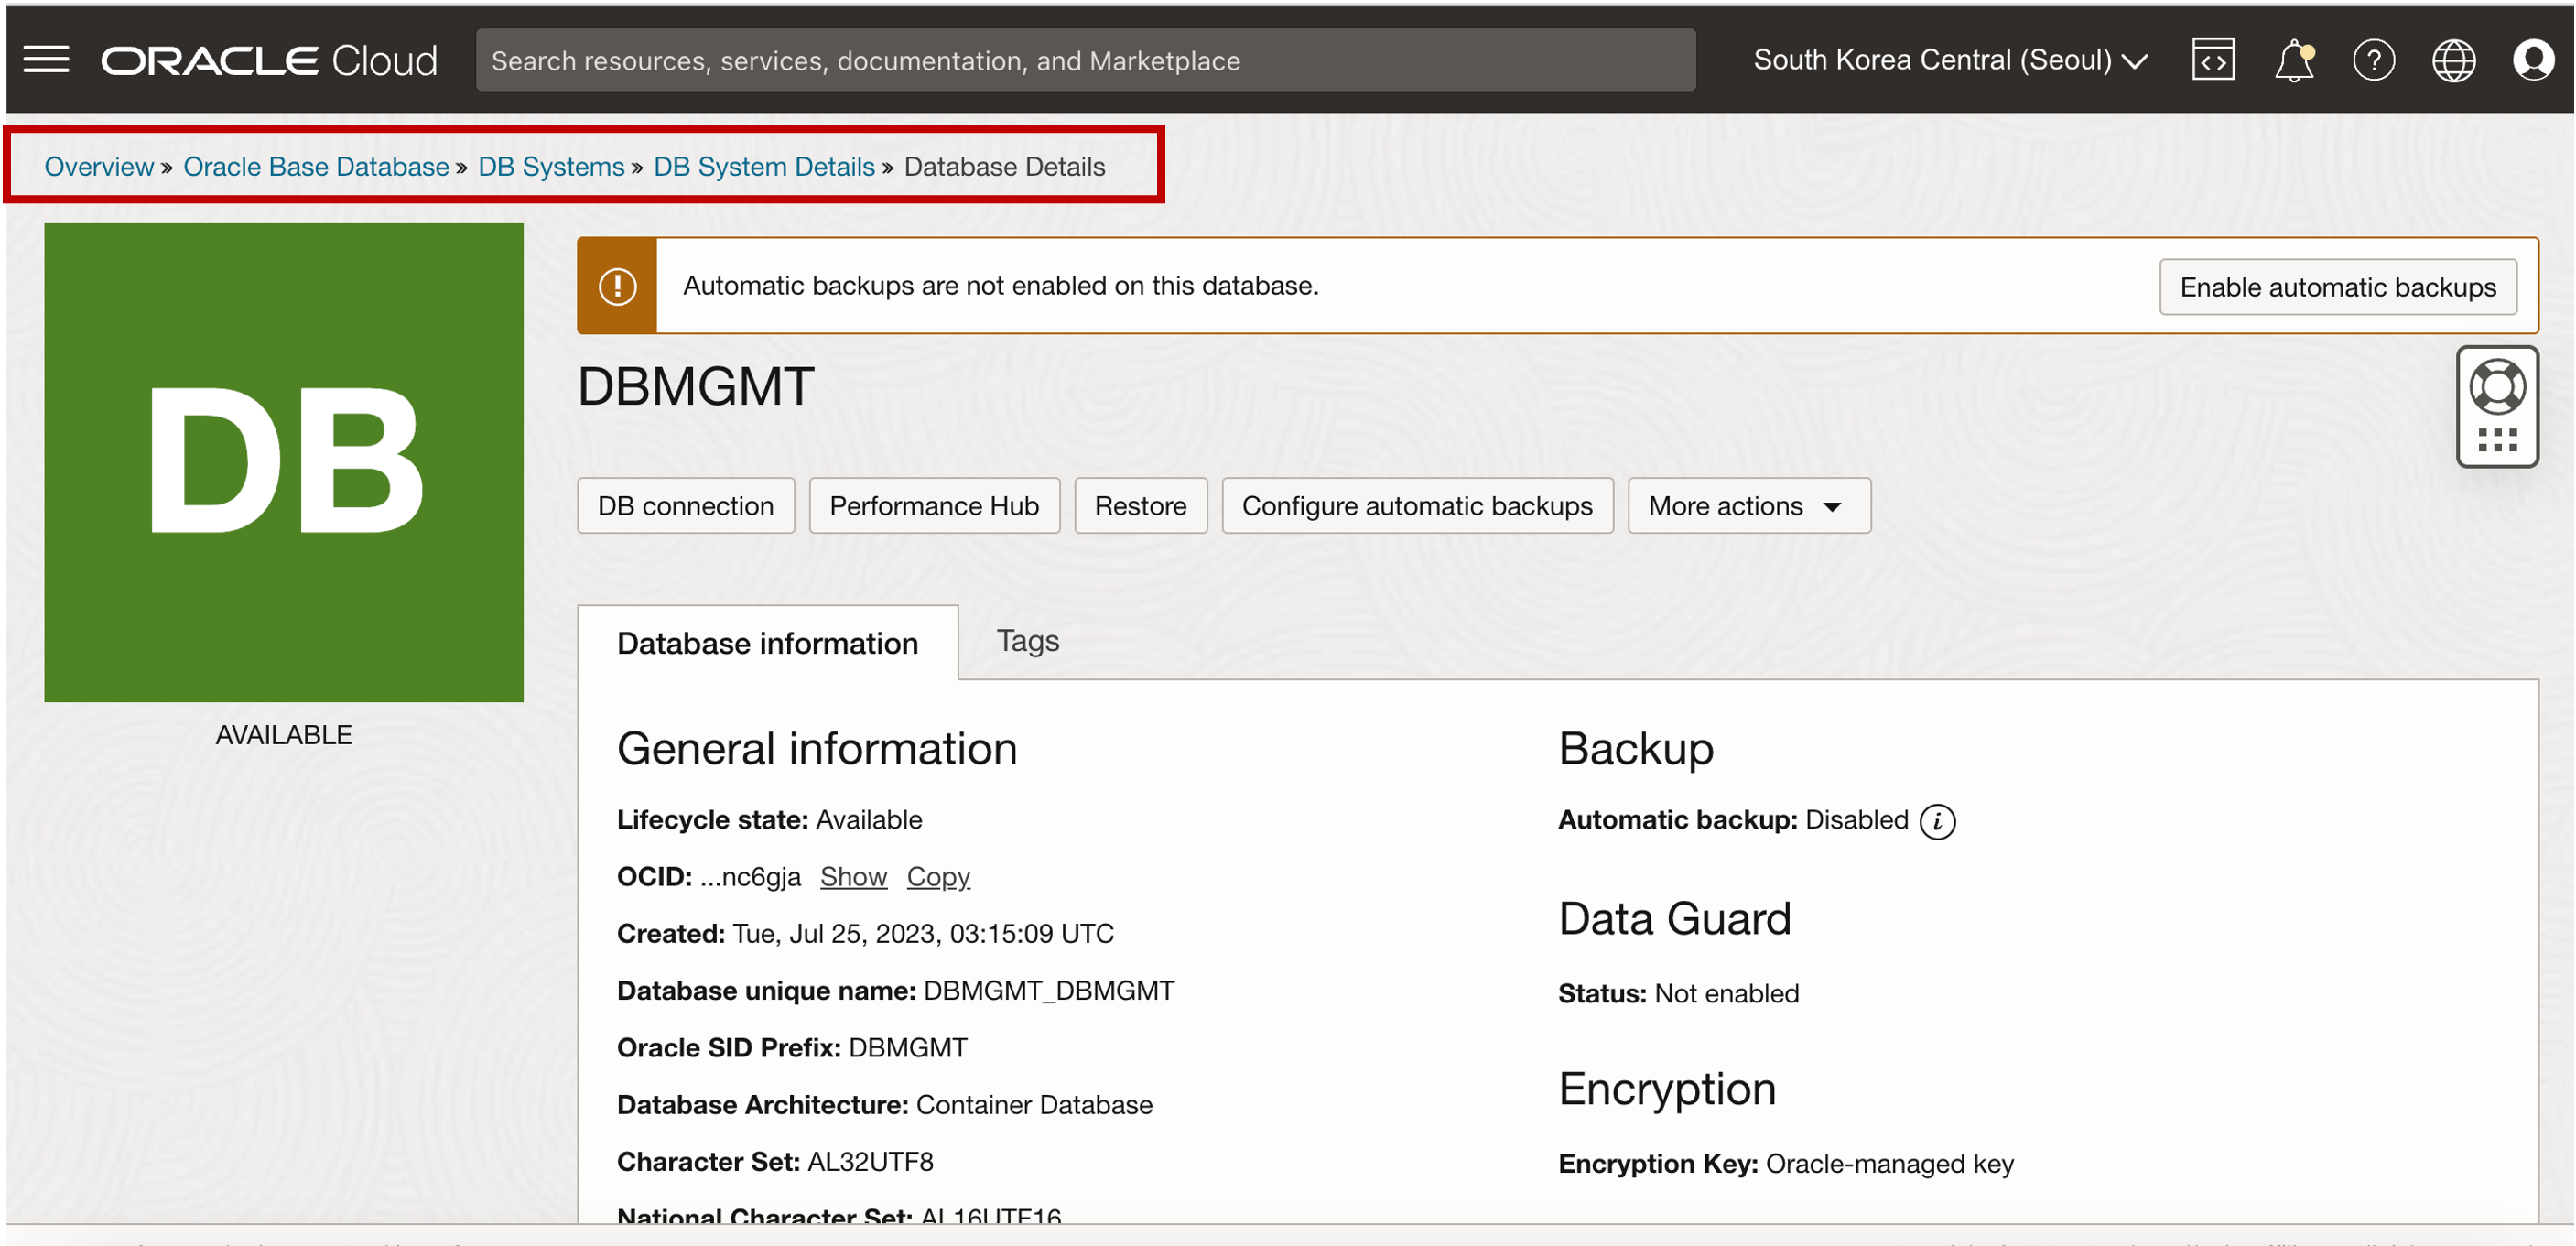 ORACLE Cloud
Search resources, services, documentation, and Marketplace
South Korea Central (Seoul)
Overview » Oracle Base Database » DB Systems » DB System Details » Database Details
DB
AVAILABLE
Automatic backups are not enabled on this database.
Enable automatic backups
DBMGMT
DB connection
Performance Hub
Restore
Configure automatic backups
More actions
Database information
Tags
General information
Lifecycle state: Available
OCID: ...nc6gja Show Copy
Created: Tue, Jul 25, 2023, 03:15:09 UTC
Database unique name: DBMGMT_DBMGMT
Oracle SID Prefix: DBMGMT
Database Architecture: Container Database
Character Set: AL32UTF8
National Character Set: AL16UTF16
Backup
Automatic backup: Disabled
Data Guard
Status: Not enabled
Encryption
Encryption Key: Oracle-managed key